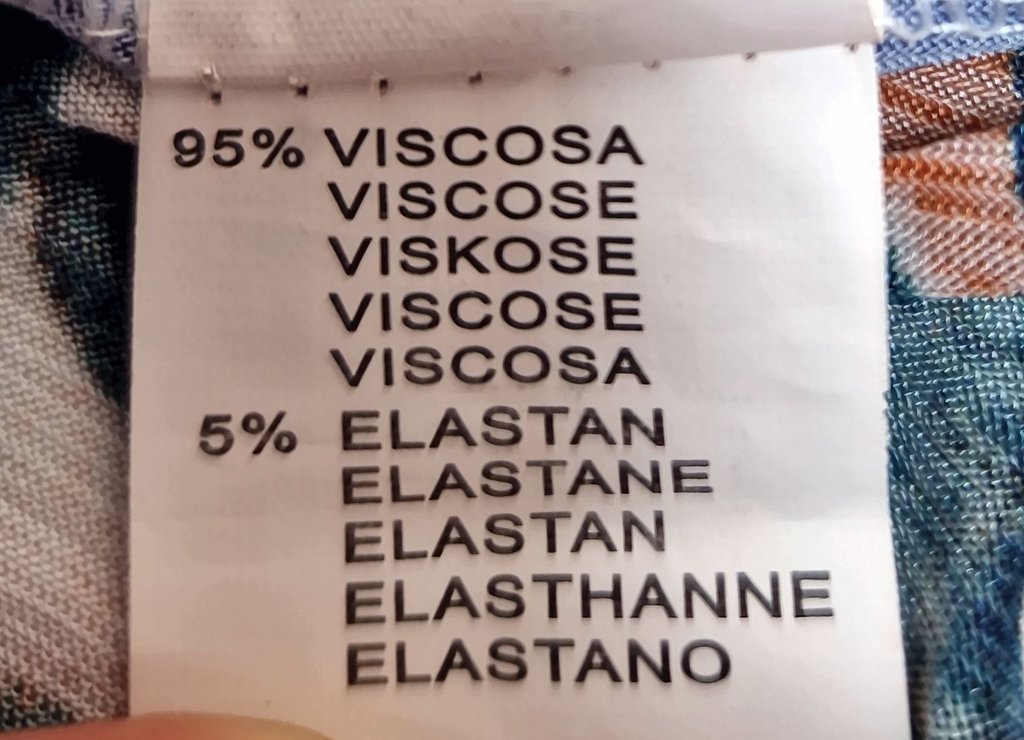 95% VISCOSA
VISCOSE
VISKOSE
VISCOSE
VISCOSA
5% ELASTAN
ELASTANE
ELASTAN
ELASTHANNE
ELASTANO